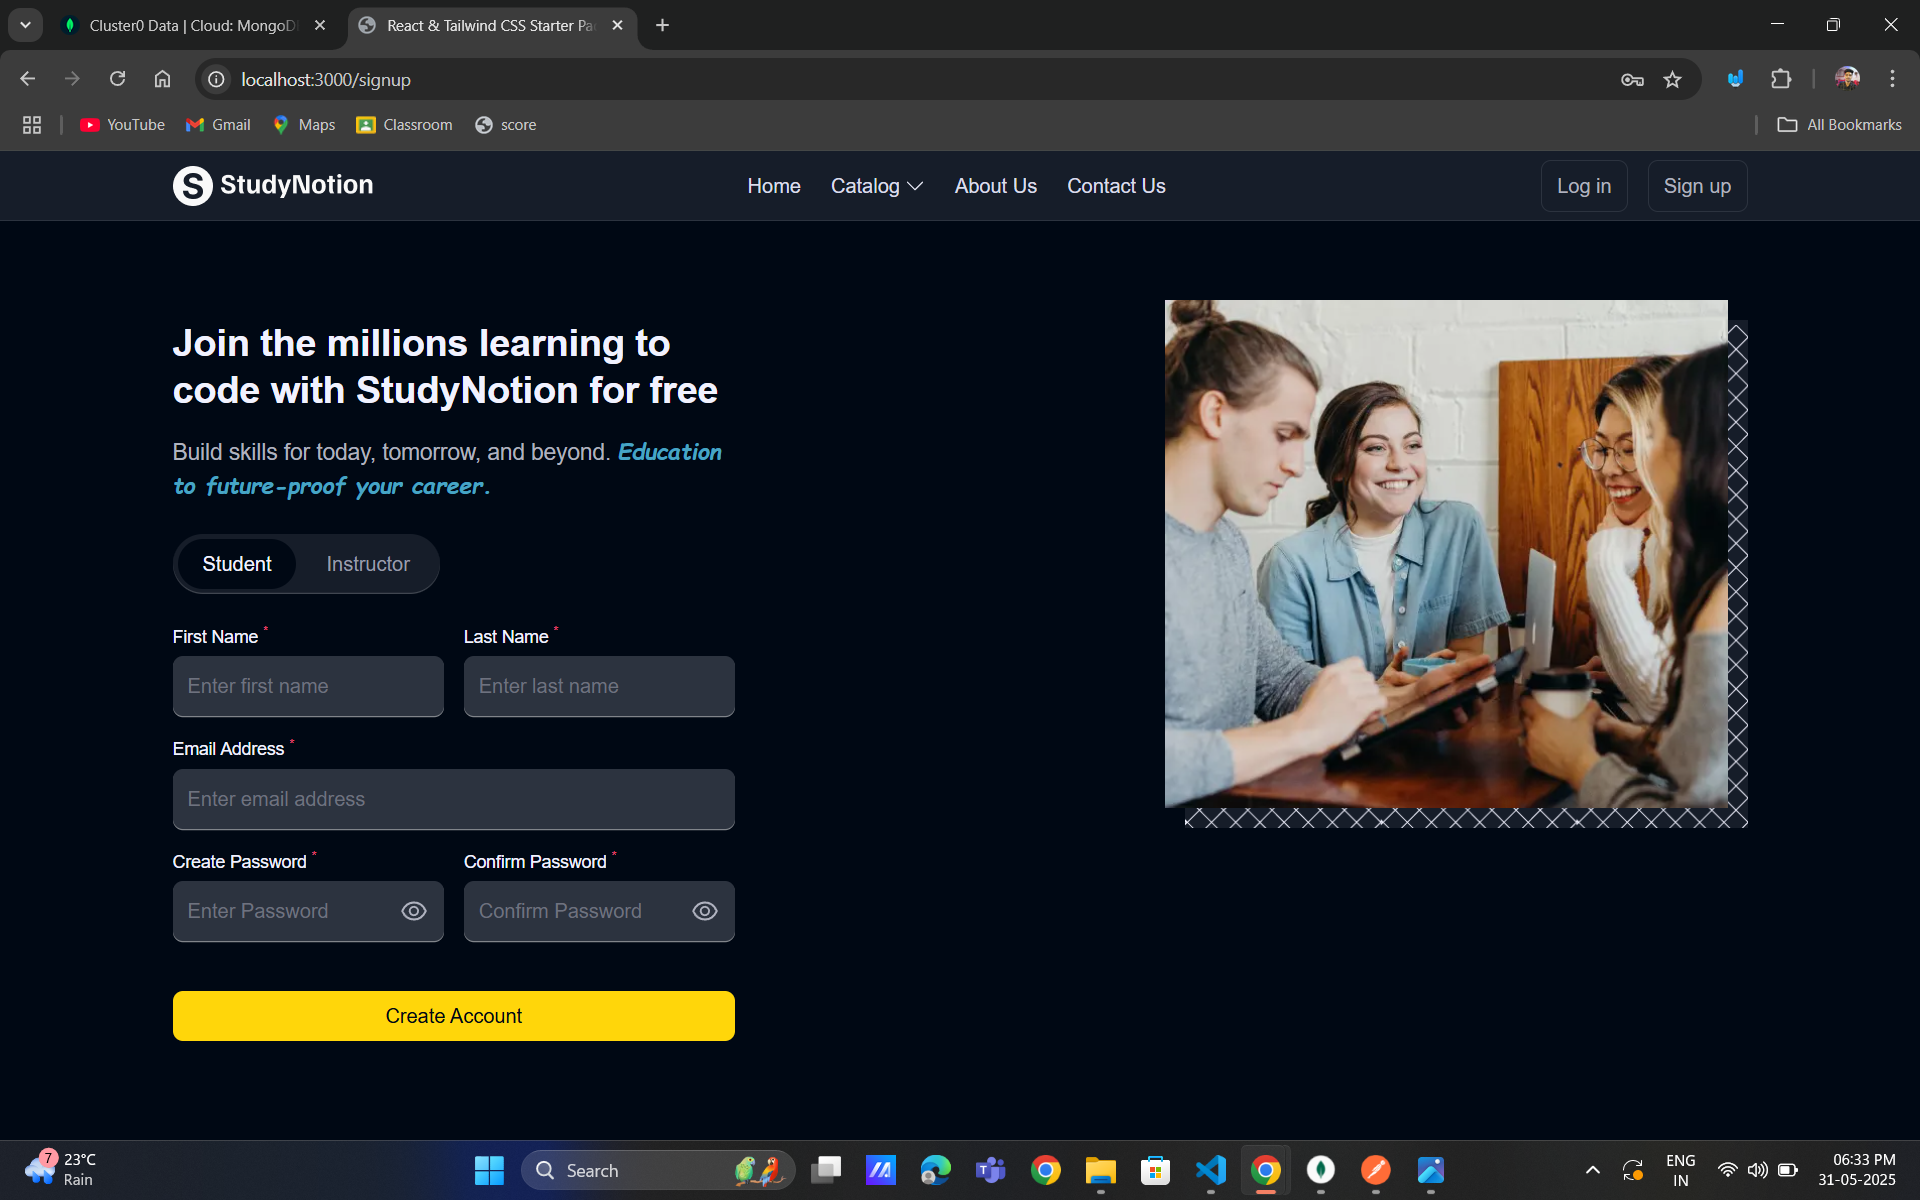 Cluster0 Data | Cloud: MongoD
React & Tailwind CSS Starter Pa
localhost:3000/signup
YouTube
Gmail
Maps
Classroom
score
All Bookmarks
StudyNotion
Home
Catalog
About Us
Contact Us
Log in
Sign up
Join the millions learning to
code with StudyNotion for free
Build skills for today, tomorrow, and beyond. Education
to future-proof your career.
Student
Instructor
First Name *
Last Name *
Enter first name
Enter last name
Email Address *
Enter email address
Create Password *
Confirm Password *
Enter Password
Confirm Password
Create Account
7
23°C
Rain
Search
ENG
IN
06:33 PM
31-05-2025